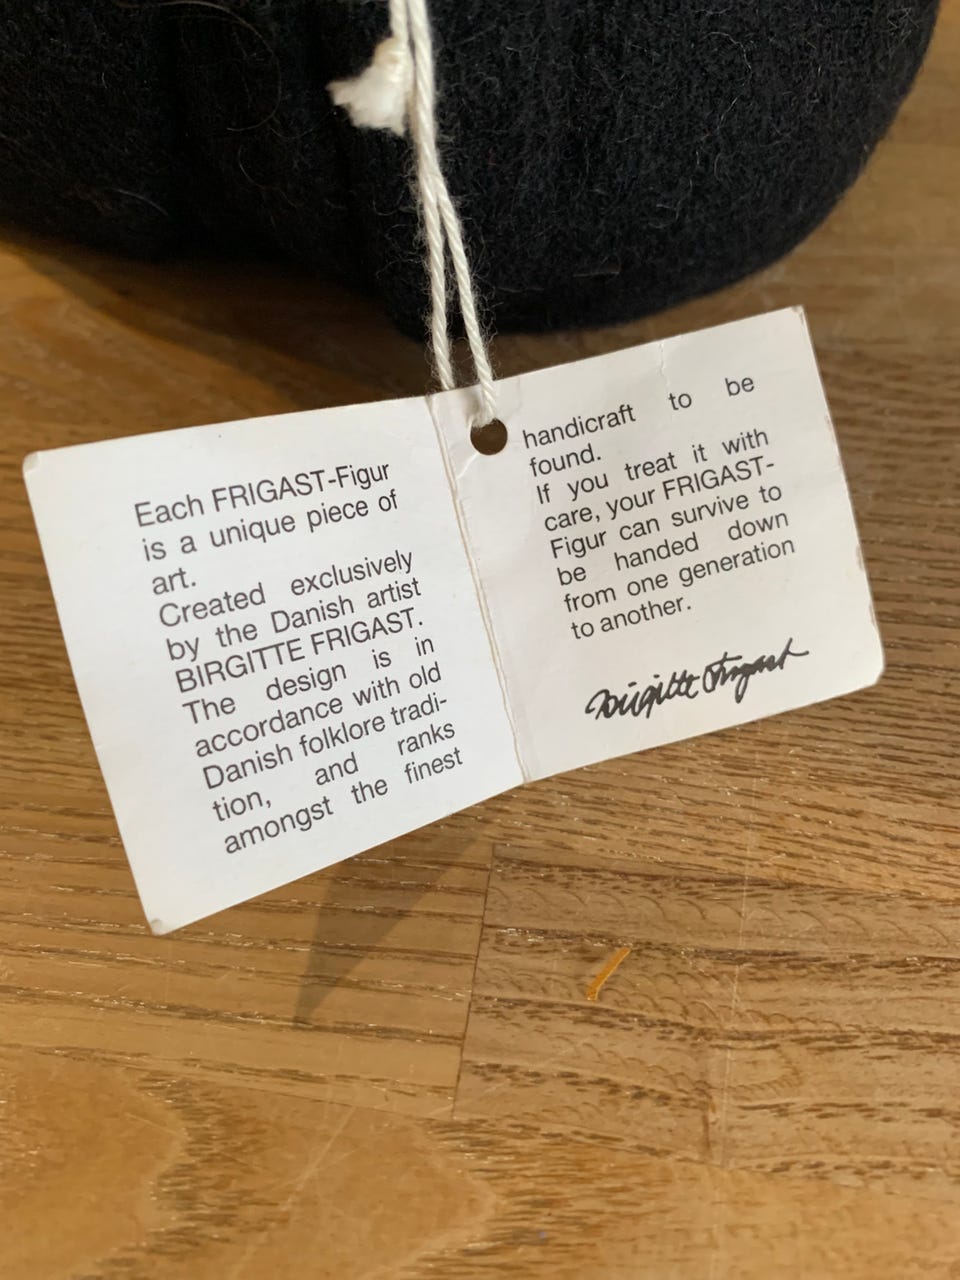 Each FRIGAST-Figur
is a unique piece of
art.
Created exclusively
by the Danish artist
BIRGITTE FRIGAST.
The design is in
accordance with old
Danish folklore tradi-
tion, and ranks
amongst the finest
handicraft to be
found.
If you treat it with
care, your FRIGAST-
Figur can survive to
be handed down
from one generation
to another.
Birgitte Frigast